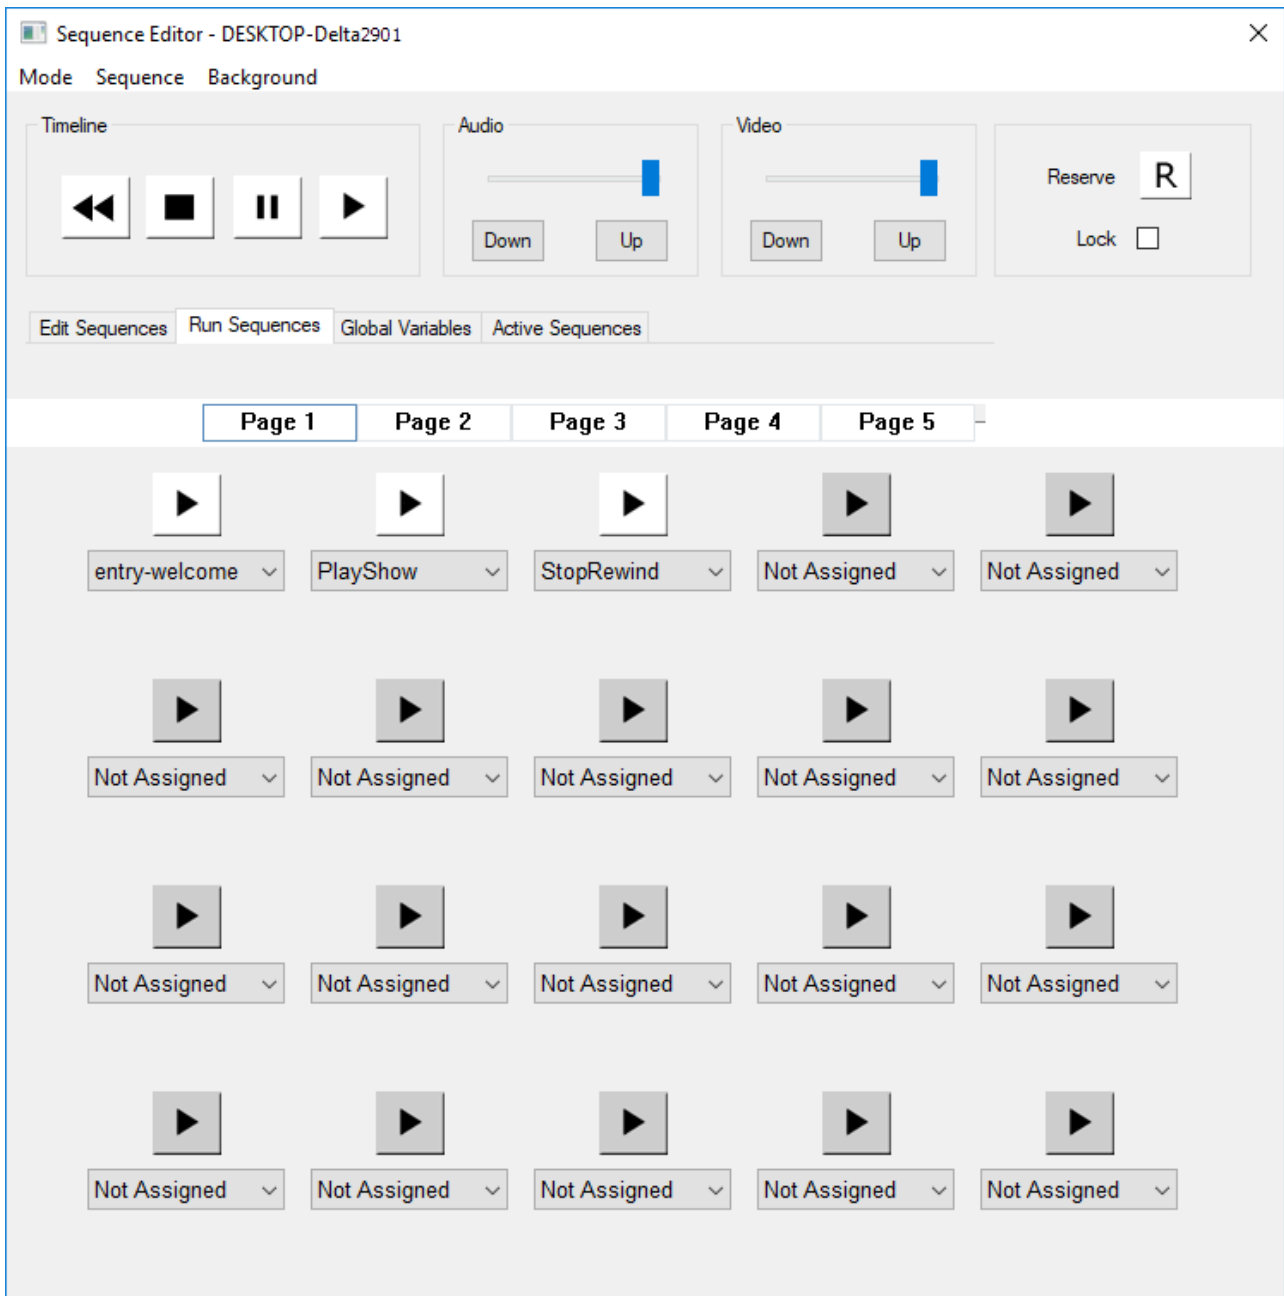 Sequence Editor - DESKTOP-Delta2901
Mode Sequence Background
Timeline Audio Video
Reserve R
Down Up Down Up Lock
Edit Sequences Run Sequences Global Variables Active Sequences
Page 1 Page 2 Page 3 Page 4 Page 5
entry-welcome PlayShow StopRewind Not Assigned Not Assigned
Not Assigned Not Assigned Not Assigned Not Assigned Not Assigned
Not Assigned Not Assigned Not Assigned Not Assigned Not Assigned
Not Assigned Not Assigned Not Assigned Not Assigned Not Assigned